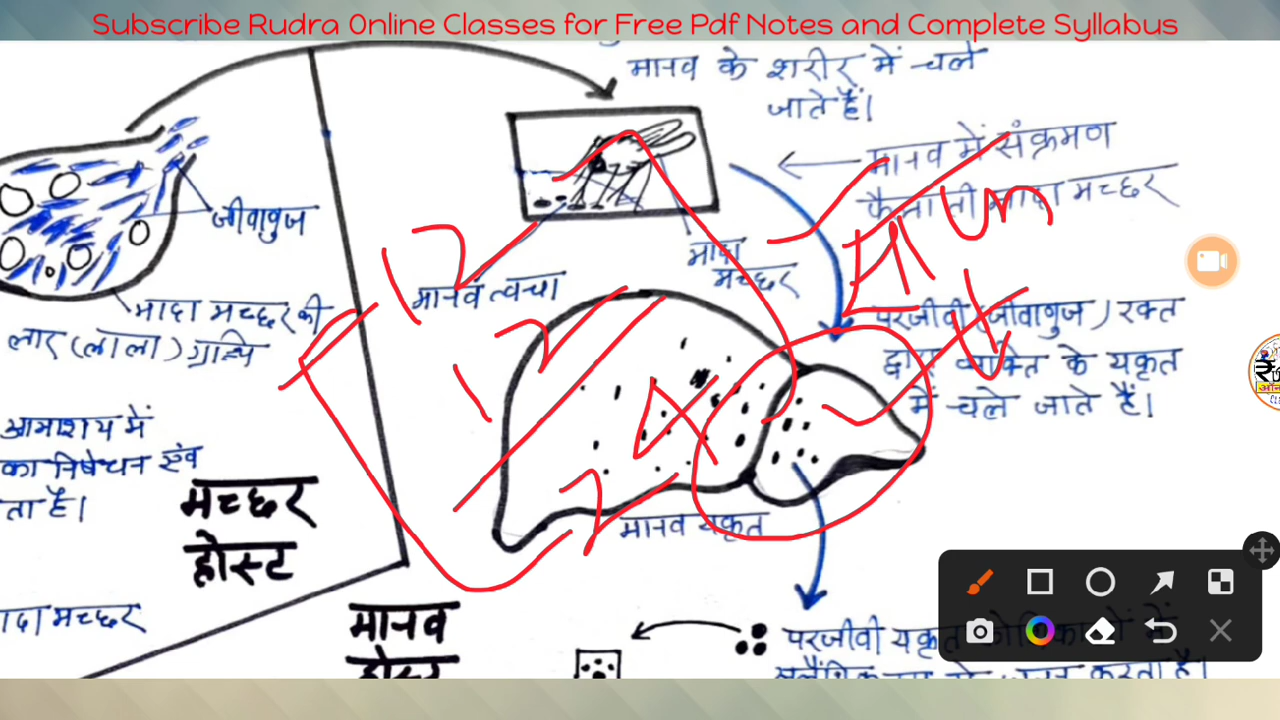 Subscribe Rudra Online Classes for Free Pdf Notes and Complete Syllabus
मानव के शरीर में चले
जाते हैं।
मानव में संक्रमण
फैलाती मादा मच्छर
जीवाणुज
मादा मच्छर की
लार (लाला) ग्रन्थि
मानव त्वचा
मादा
मच्छर
परजीवी (जीवाणुज) रक्त
द्वारा व्यक्ति के यकृत
में चले जाते हैं।
आमाशय में
का निषेचन एंव
ता है।
मच्छर
होस्ट
मानव यकृत
मच्छर
मानव
होस्ट
परजीवी यकृत
करता है।